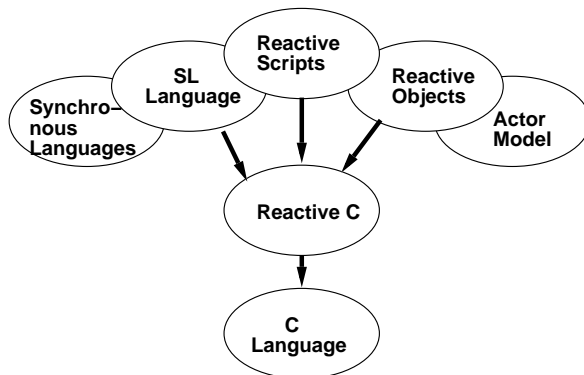 Reactive
Scripts
SL
Language
Reactive
Objects
Synchro–
nous
Languages
Actor
Model
Reactive C
C
Language